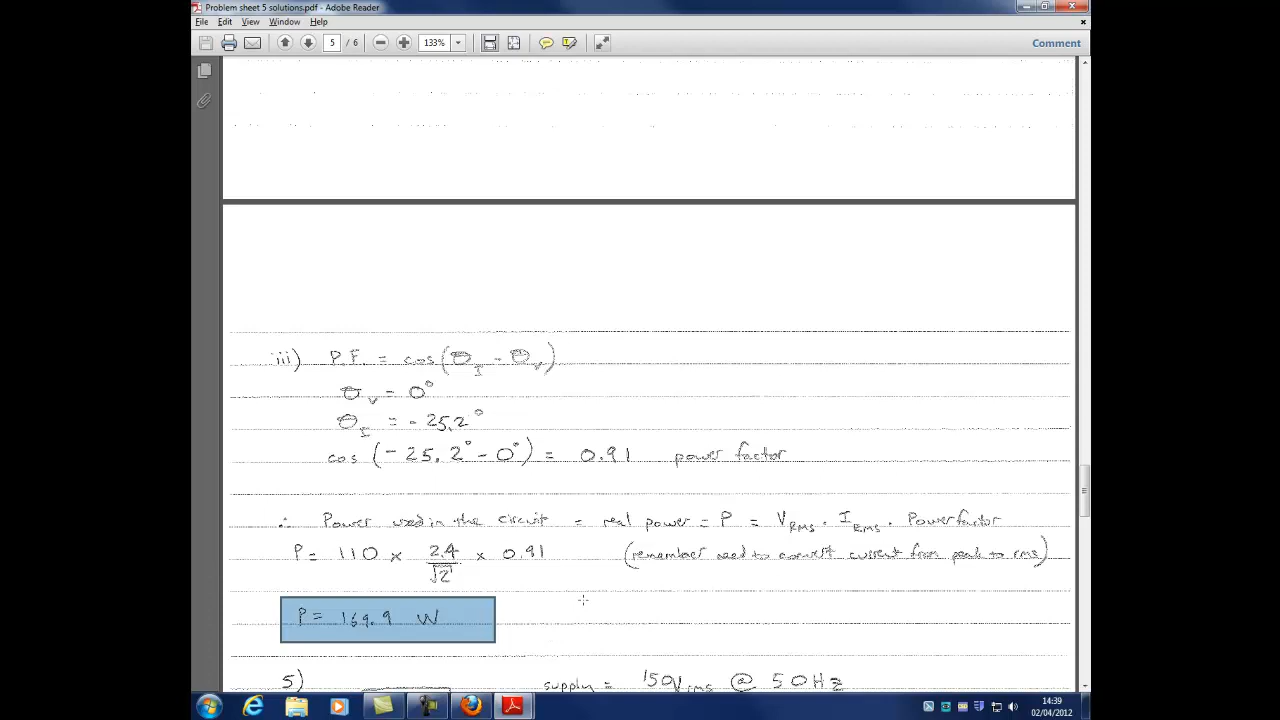 Problem sheet 5 solutions.pdf - Adobe Reader
File Edit View Window Help
5 / 6 133% Comment
iii) P.F. = cos(θI - θV)
θV = 0°
θI = -25.2°
cos (-25.2° - 0°) = 0.91 power factor
∴ Power used in the circuit = real power = P = VRMS . IRMS . Powerfactor
P = 110 × 2.4/√2 × 0.91 (remember need to convert current from peak to rms)
P = 169.9 W
5) supply = 150Vrms @ 50Hz
14:39
02/04/2012